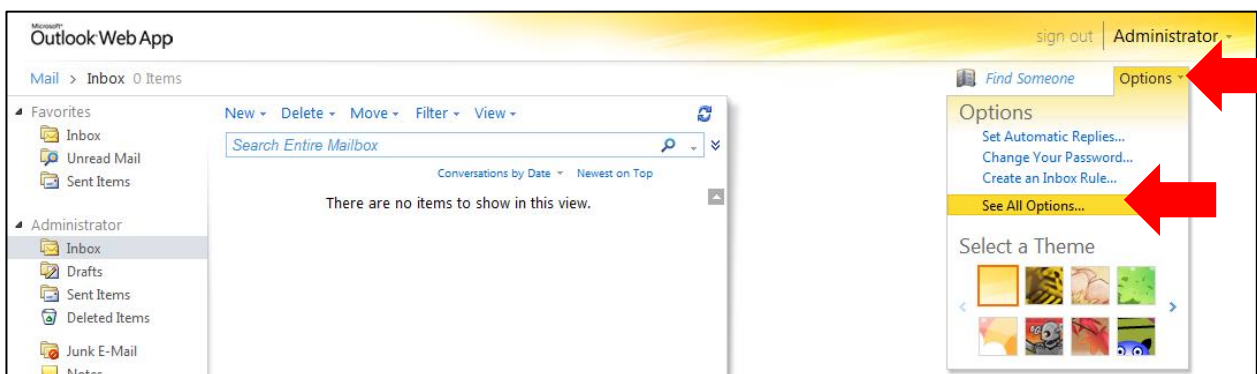 Microsoft®
Outlook Web App
sign out Administrator
Mail > Inbox 0 Items
Find Someone Options
Favorites
Inbox
Unread Mail
Sent Items
Administrator
Inbox
Drafts
Sent Items
Deleted Items
Junk E-Mail
Notes
New Delete Move Filter View
Search Entire Mailbox
Conversations by Date Newest on Top
There are no items to show in this view.
Options
Set Automatic Replies...
Change Your Password...
Create an Inbox Rule...
See All Options...
Select a Theme